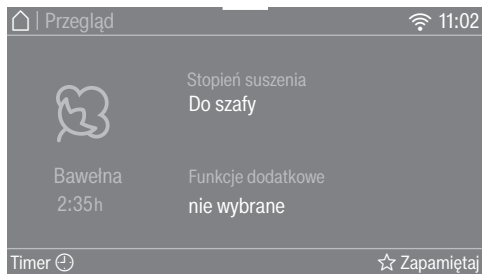 | Przegląd 11:02
Stopień suszenia
Do szafy
Bawełna
2:35h
Funkcje dodatkowe
nie wybrane
Timer Zapamiętaj